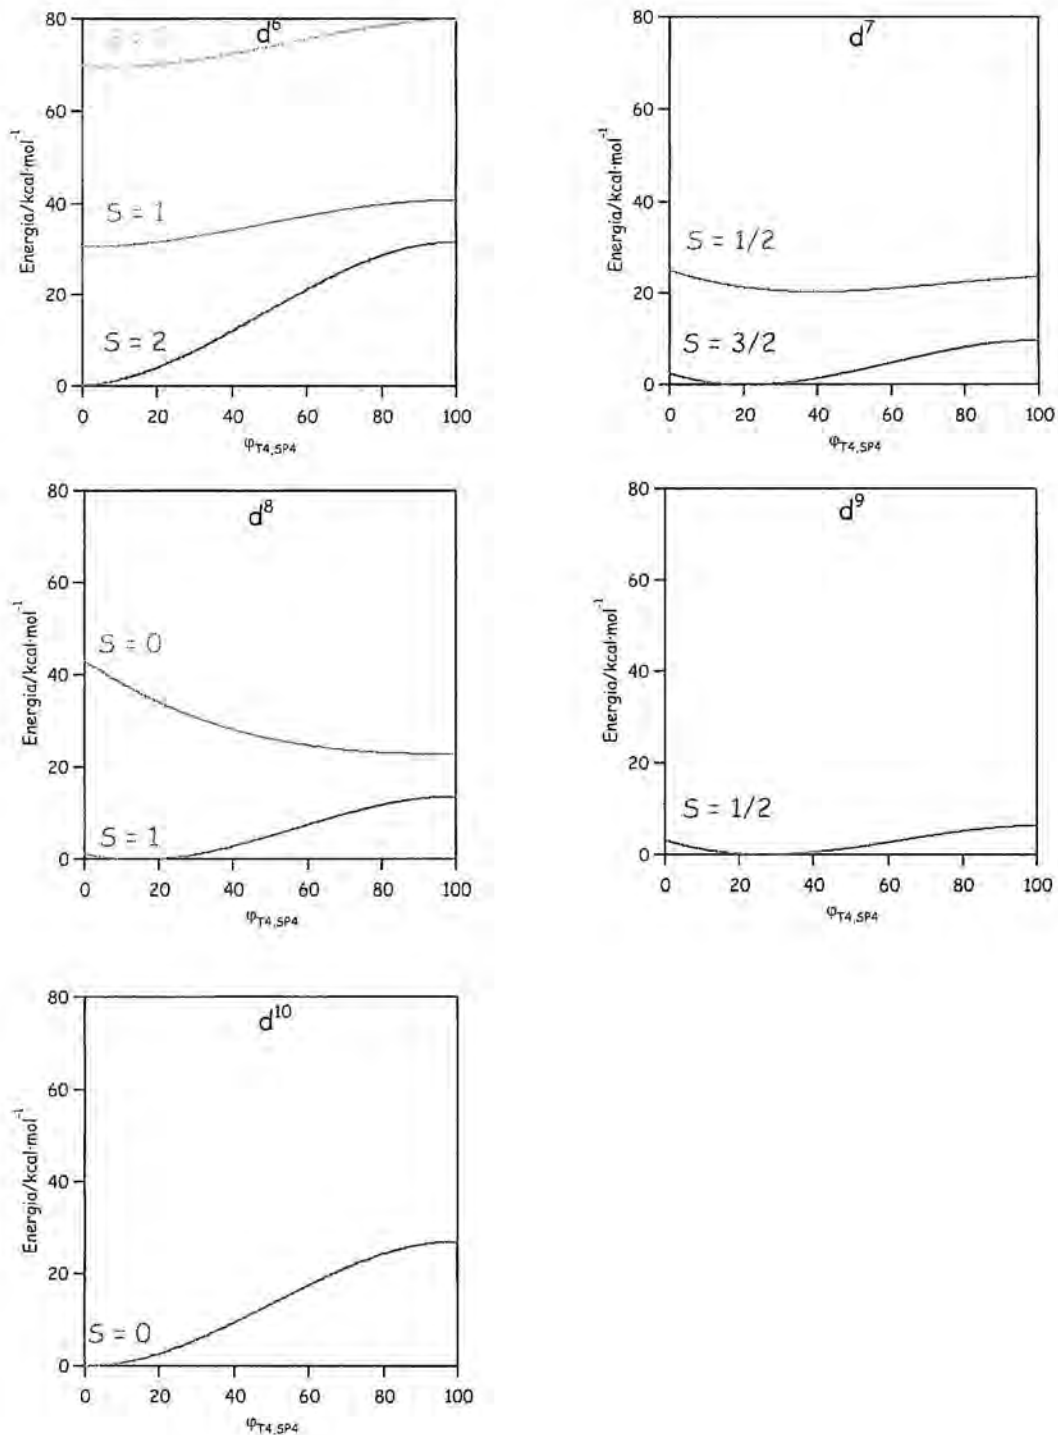 d⁶
80
60
40
20
0
Energia/kcal·mol⁻¹
S = 1
S = 2
0 20 40 60 80 100
φT4,SP4
d⁷
80
60
40
20
0
Energia/kcal·mol⁻¹
S = 1/2
S = 3/2
0 20 40 60 80 100
φT4,SP4
d⁸
80
60
40
20
0
Energia/kcal·mol⁻¹
S = 0
S = 1
0 20 40 60 80 100
φT4,SP4
d⁹
80
60
40
20
0
Energia/kcal·mol⁻¹
S = 1/2
0 20 40 60 80 100
φT4,SP4
d¹⁰
80
60
40
20
0
Energia/kcal·mol⁻¹
S = 0
0 20 40 60 80 100
φT4,SP4